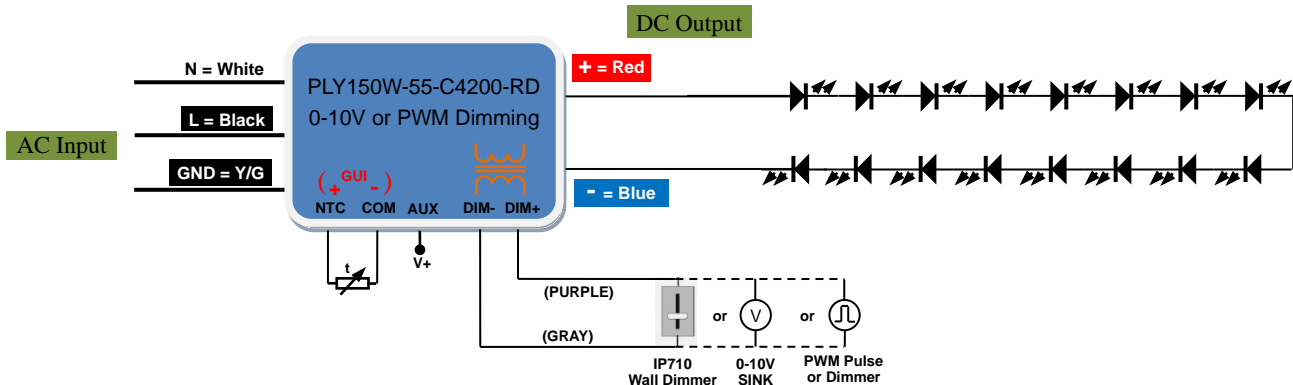 DC Output
N = White
+ = Red
PLY150W-55-C4200-RD
0-10V or PWM Dimming
L = Black
AC Input
GND = Y/G
(+ GUI -)
- = Blue
NTC COM AUX DIM- DIM+
t
V+
(PURPLE)
or V or
(GRAY)
IP710
Wall Dimmer
0-10V
SINK
PWM Pulse
or Dimmer